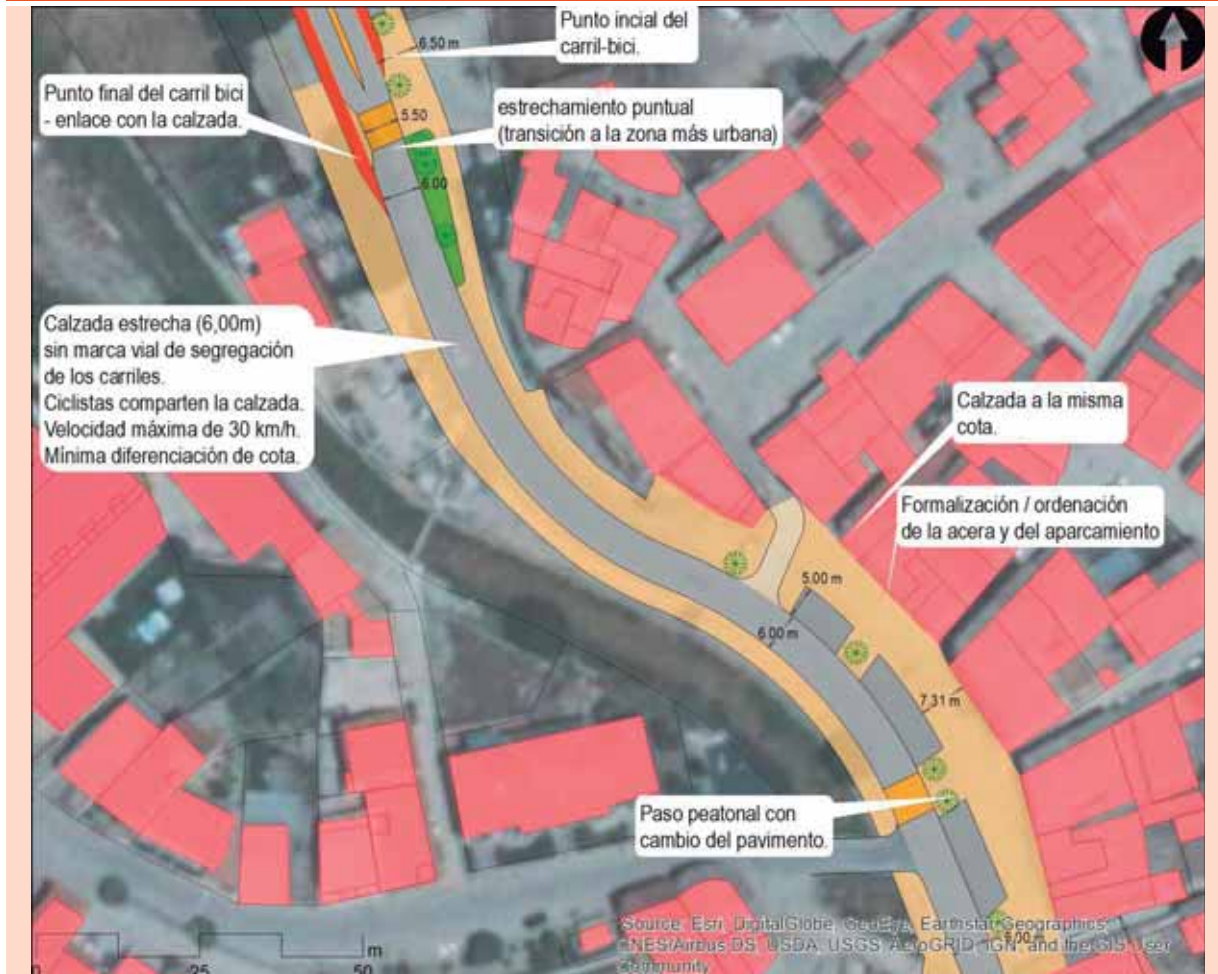 Punto incial del
carril-bici.
6.50 m
Punto final del carril bici
- enlace con la calzada.
estrechamiento puntual
(transición a la zona más urbana)
5.50
6.00
Calzada estrecha (6,00m)
sin marca vial de segregación
de los carriles.
Ciclistas comparten la calzada.
Velocidad máxima de 30 km/h.
Mínima diferenciación de cota.
Calzada a la misma
cota.
Formalización / ordenación
de la acera y del aparcamiento
5.00 m
6.00 m
7.31 m
Paso peatonal con
cambio del pavimento.
Source: Esri, DigitalGlobe, GeoEye, Earthstar Geographics,
CNES/Airbus DS, USDA, USGS, AeroGRID, IGN, and the GIS User
Community
5.00 m
m
0 25 50